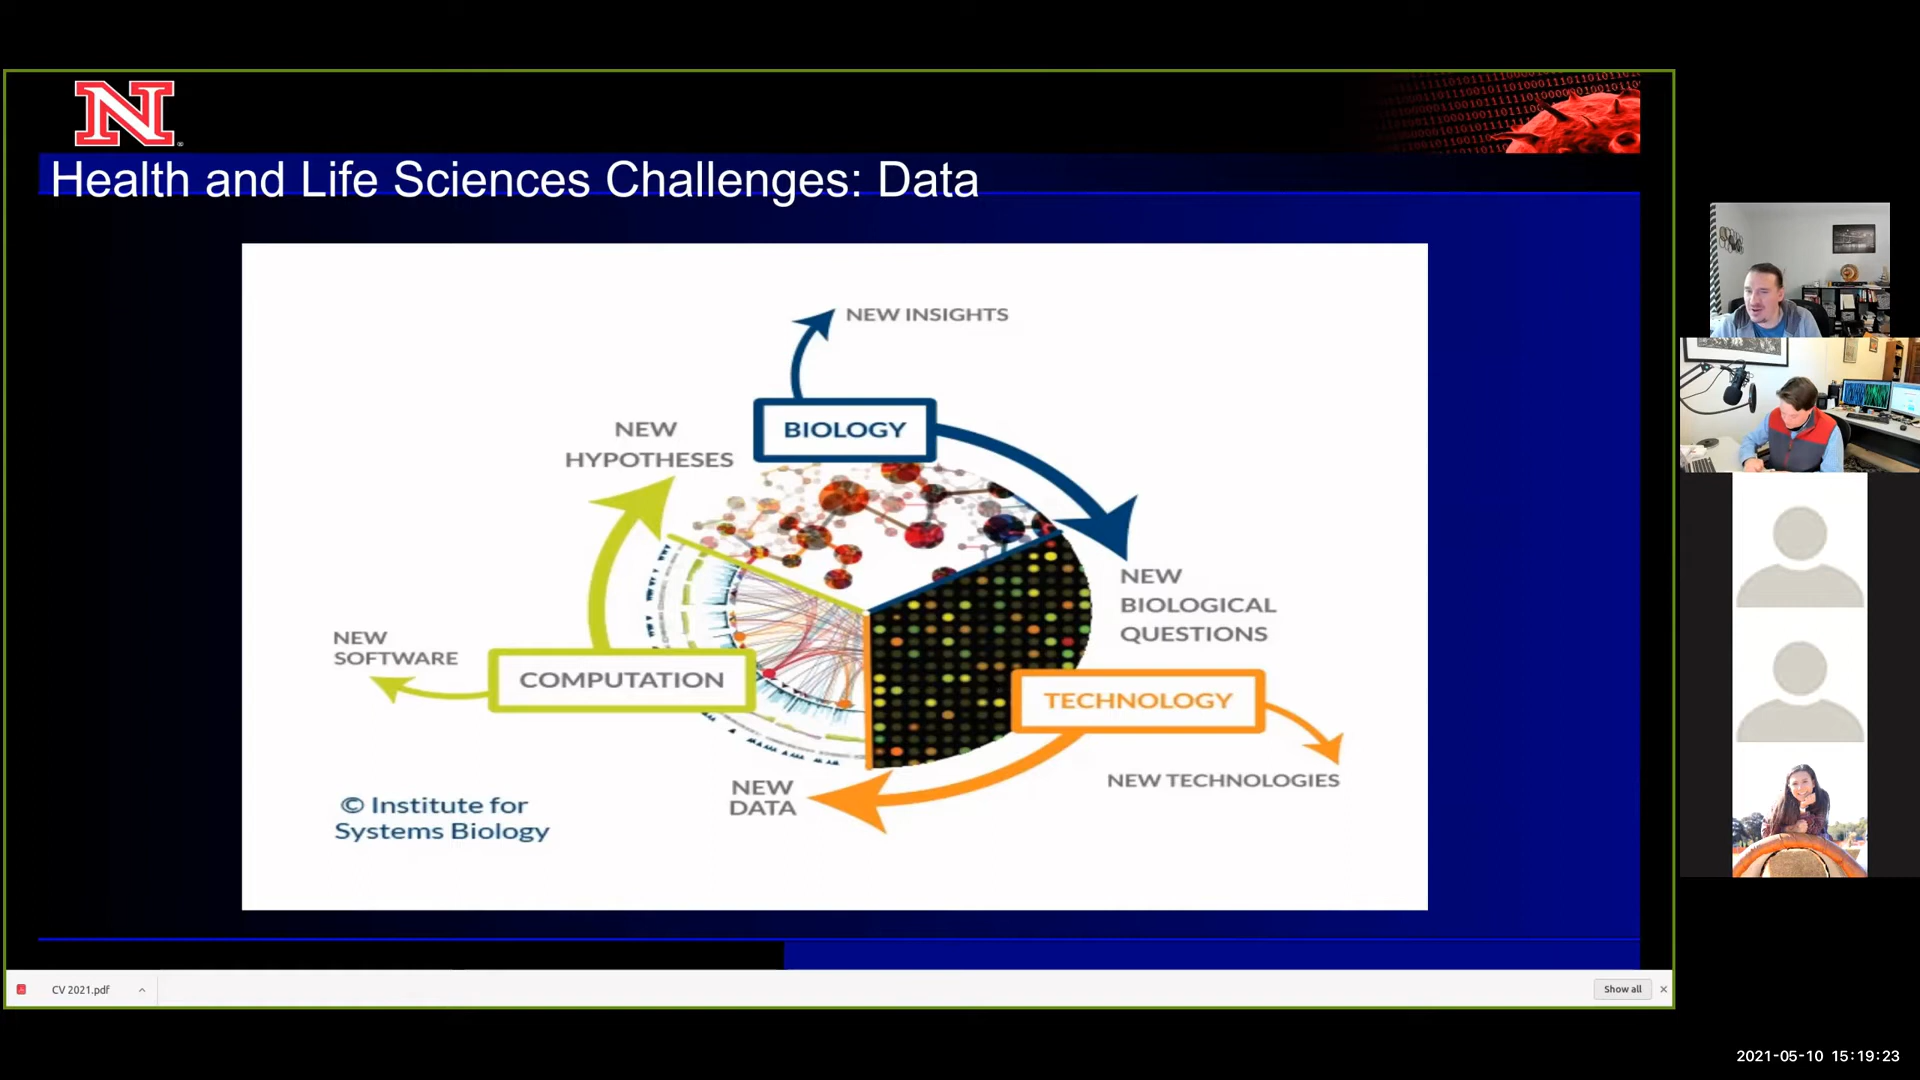 N
Health and Life Sciences Challenges: Data
NEW INSIGHTS
BIOLOGY
NEW
HYPOTHESES
NEW
BIOLOGICAL
QUESTIONS
NEW
SOFTWARE
COMPUTATION
TECHNOLOGY
NEW TECHNOLOGIES
NEW
DATA
© Institute for
Systems Biology
CV 2021.pdf
Show all
2021-05-10 15:19:23